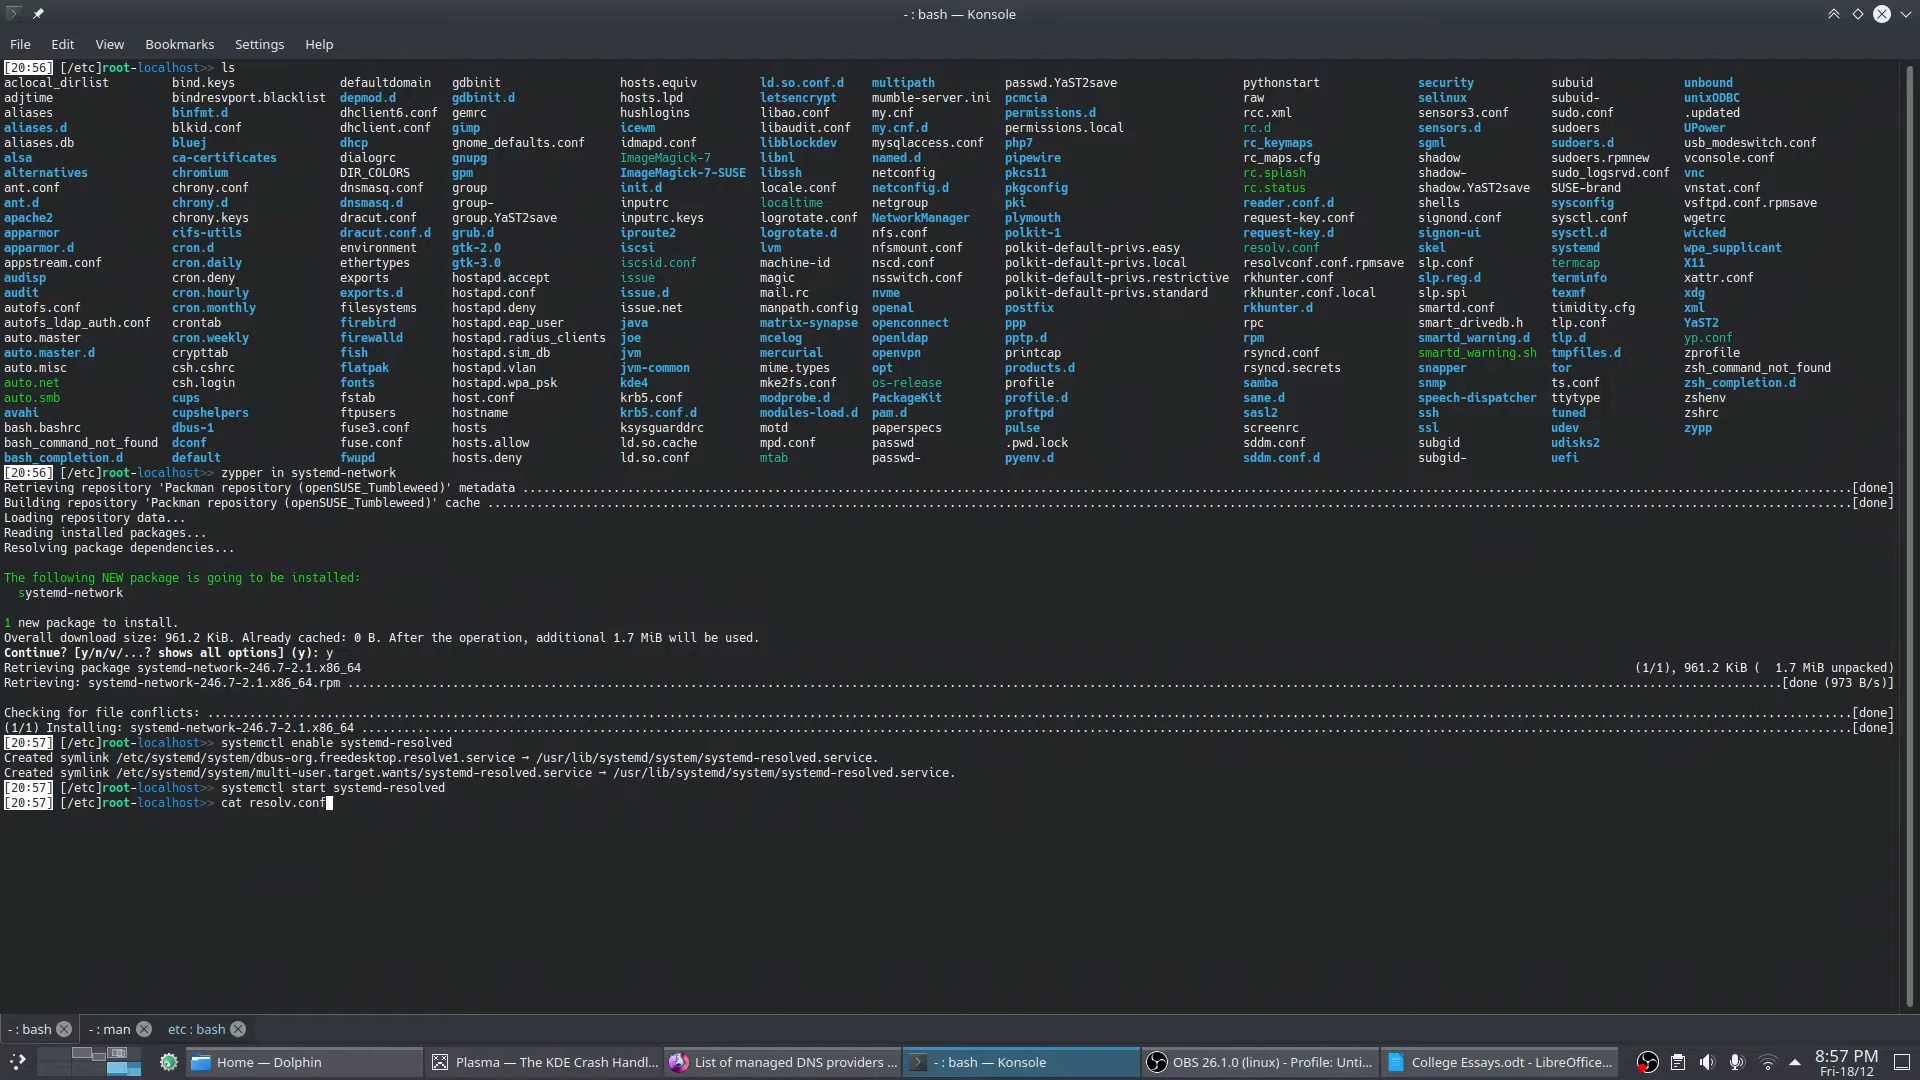 - : bash — Konsole
File Edit View Bookmarks Settings Help
[20:56] [/etc]root-localhost>> ls
aclocal_dirlist bind.keys defaultdomain gdbinit hosts.equiv ld.so.conf.d multipath passwd.YaST2save pythonstart security subuid unbound
adjtime bindresvport.blacklist depmod.d gdbinit.d hosts.lpd letsencrypt mumble-server.ini pcmcia raw selinux subuid- unixODBC
aliases binfmt.d dhclient6.conf gemrc hushlogins libao.conf my.cnf permissions.d rcc.xml sensors3.conf sudo.conf .updated
aliases.d blkid.conf dhclient.conf gimp icewm libaudit.conf my.cnf.d permissions.local rc.d sensors.d sudoers UPower
aliases.db bluej dhcp gnome_defaults.conf idmapd.conf libblockdev mysqlaccess.conf php7 rc_keymaps sgml sudoers.d usb_modeswitch.conf
alsa ca-certificates dialogrc gnupg ImageMagick-7 libnl named.d pipewire rc_maps.cfg shadow sudoers.rpmnew vconsole.conf
alternatives chromium DIR_COLORS gpm ImageMagick-7-SUSE libssh netconfig pkcs11 rc.splash shadow- sudo_logsrvd.conf vnc
ant.conf chrony.conf dnsmasq.conf group init.d locale.conf netconfig.d pkgconfig rc.status shadow.YaST2save SUSE-brand vnstat.conf
ant.d chrony.d dnsmasq.d group- inputrc localtime netgroup pki reader.conf.d shells sysconfig vsftpd.conf.rpmsave
apache2 chrony.keys dracut.conf group.YaST2save inputrc.keys logrotate.conf NetworkManager plymouth request-key.conf signond.conf sysctl.conf wgetrc
apparmor cifs-utils dracut.conf.d grub.d iproute2 logrotate.d nfs.conf polkit-1 request-key.d signon-ui sysctl.d wicked
apparmor.d cron.d environment gtk-2.0 iscsi lvm nfsmount.conf polkit-default-privs.easy resolv.conf skel systemd wpa_supplicant
appstream.conf cron.daily ethertypes gtk-3.0 iscsid.conf machine-id nscd.conf polkit-default-privs.local resolvconf.conf.rpmsave slp.conf termcap X11
audisp cron.deny exports hostapd.accept issue magic nsswitch.conf polkit-default-privs.restrictive rkhunter.conf slp.reg.d terminfo xattr.conf
audit cron.hourly exports.d hostapd.conf issue.d mail.rc nvme polkit-default-privs.standard rkhunter.conf.local slp.spi texmf xdg
autofs.conf cron.monthly filesystems hostapd.deny issue.net manpath.config openal postfix rkhunter.d smartd.conf timidity.cfg xml
autofs_ldap_auth.conf crontab firebird hostapd.eap_user java matrix-synapse openconnect ppp rpc smart_drivedb.h tlp.conf YaST2
auto.master cron.weekly firewalld hostapd.radius_clients joe mcelog openldap pptp.d rpm smartd_warning.d tlp.d yp.conf
auto.master.d crypttab fish hostapd.sim_db jvm mercurial openvpn printcap rsyncd.conf smartd_warning.sh tmpfiles.d zprofile
auto.misc csh.cshrc flatpak hostapd.vlan jvm-common mime.types opt products.d rsyncd.secrets snapper tor zsh_command_not_found
auto.net csh.login fonts hostapd.wpa_psk kde4 mke2fs.conf os-release profile samba snmp ts.conf zsh_completion.d
auto.smb cups fstab host.conf krb5.conf modprobe.d PackageKit profile.d sane.d speech-dispatcher ttytype zshenv
avahi cupshelpers ftpusers hostname krb5.conf.d modules-load.d pam.d proftpd sasl2 ssh tuned zshrc
bash.bashrc dbus-1 fuse3.conf hosts ksysguarddrc motd paperspecs pulse screenrc ssl udev zypp
bash_command_not_found dconf fuse.conf hosts.allow ld.so.cache mpd.conf passwd .pwd.lock sddm.conf subgid udisks2
bash_completion.d default fwupd hosts.deny ld.so.conf mtab passwd- pyenv.d sddm.conf.d subgid- uefi
[20:56] [/etc]root-localhost>> zypper in systemd-network
Retrieving repository 'Packman repository (openSUSE_Tumbleweed)' metadata ...[done]
Building repository 'Packman repository (openSUSE_Tumbleweed)' cache ...[done]
Loading repository data...
Reading installed packages...
Resolving package dependencies...
The following NEW package is going to be installed:
systemd-network
1 new package to install.
Overall download size: 961.2 KiB. Already cached: 0 B. After the operation, additional 1.7 MiB will be used.
Continue? [y/n/v/...? shows all options] (y): y
Retrieving package systemd-network-246.7-2.1.x86_64 (1/1), 961.2 KiB ( 1.7 MiB unpacked)
Retrieving: systemd-network-246.7-2.1.x86_64.rpm ...[done (973 B/s)]
Checking for file conflicts: ...[done]
(1/1) Installing: systemd-network-246.7-2.1.x86_64 ...[done]
[20:57] [/etc]root-localhost>> systemctl enable systemd-resolved
Created symlink /etc/systemd/system/dbus-org.freedesktop.resolve1.service → /usr/lib/systemd/system/systemd-resolved.service.
Created symlink /etc/systemd/system/multi-user.target.wants/systemd-resolved.service → /usr/lib/systemd/system/systemd-resolved.service.
[20:57] [/etc]root-localhost>> systemctl start systemd-resolved
[20:57] [/etc]root-localhost>> cat resolv.conf
- : bash - : man etc : bash
Home — Dolphin Plasma — The KDE Crash Handl... List of managed DNS providers ... - : bash — Konsole OBS 26.1.0 (linux) - Profile: Unti... College Essays.odt - LibreOffice... 8:57 PM
Fri-18/12